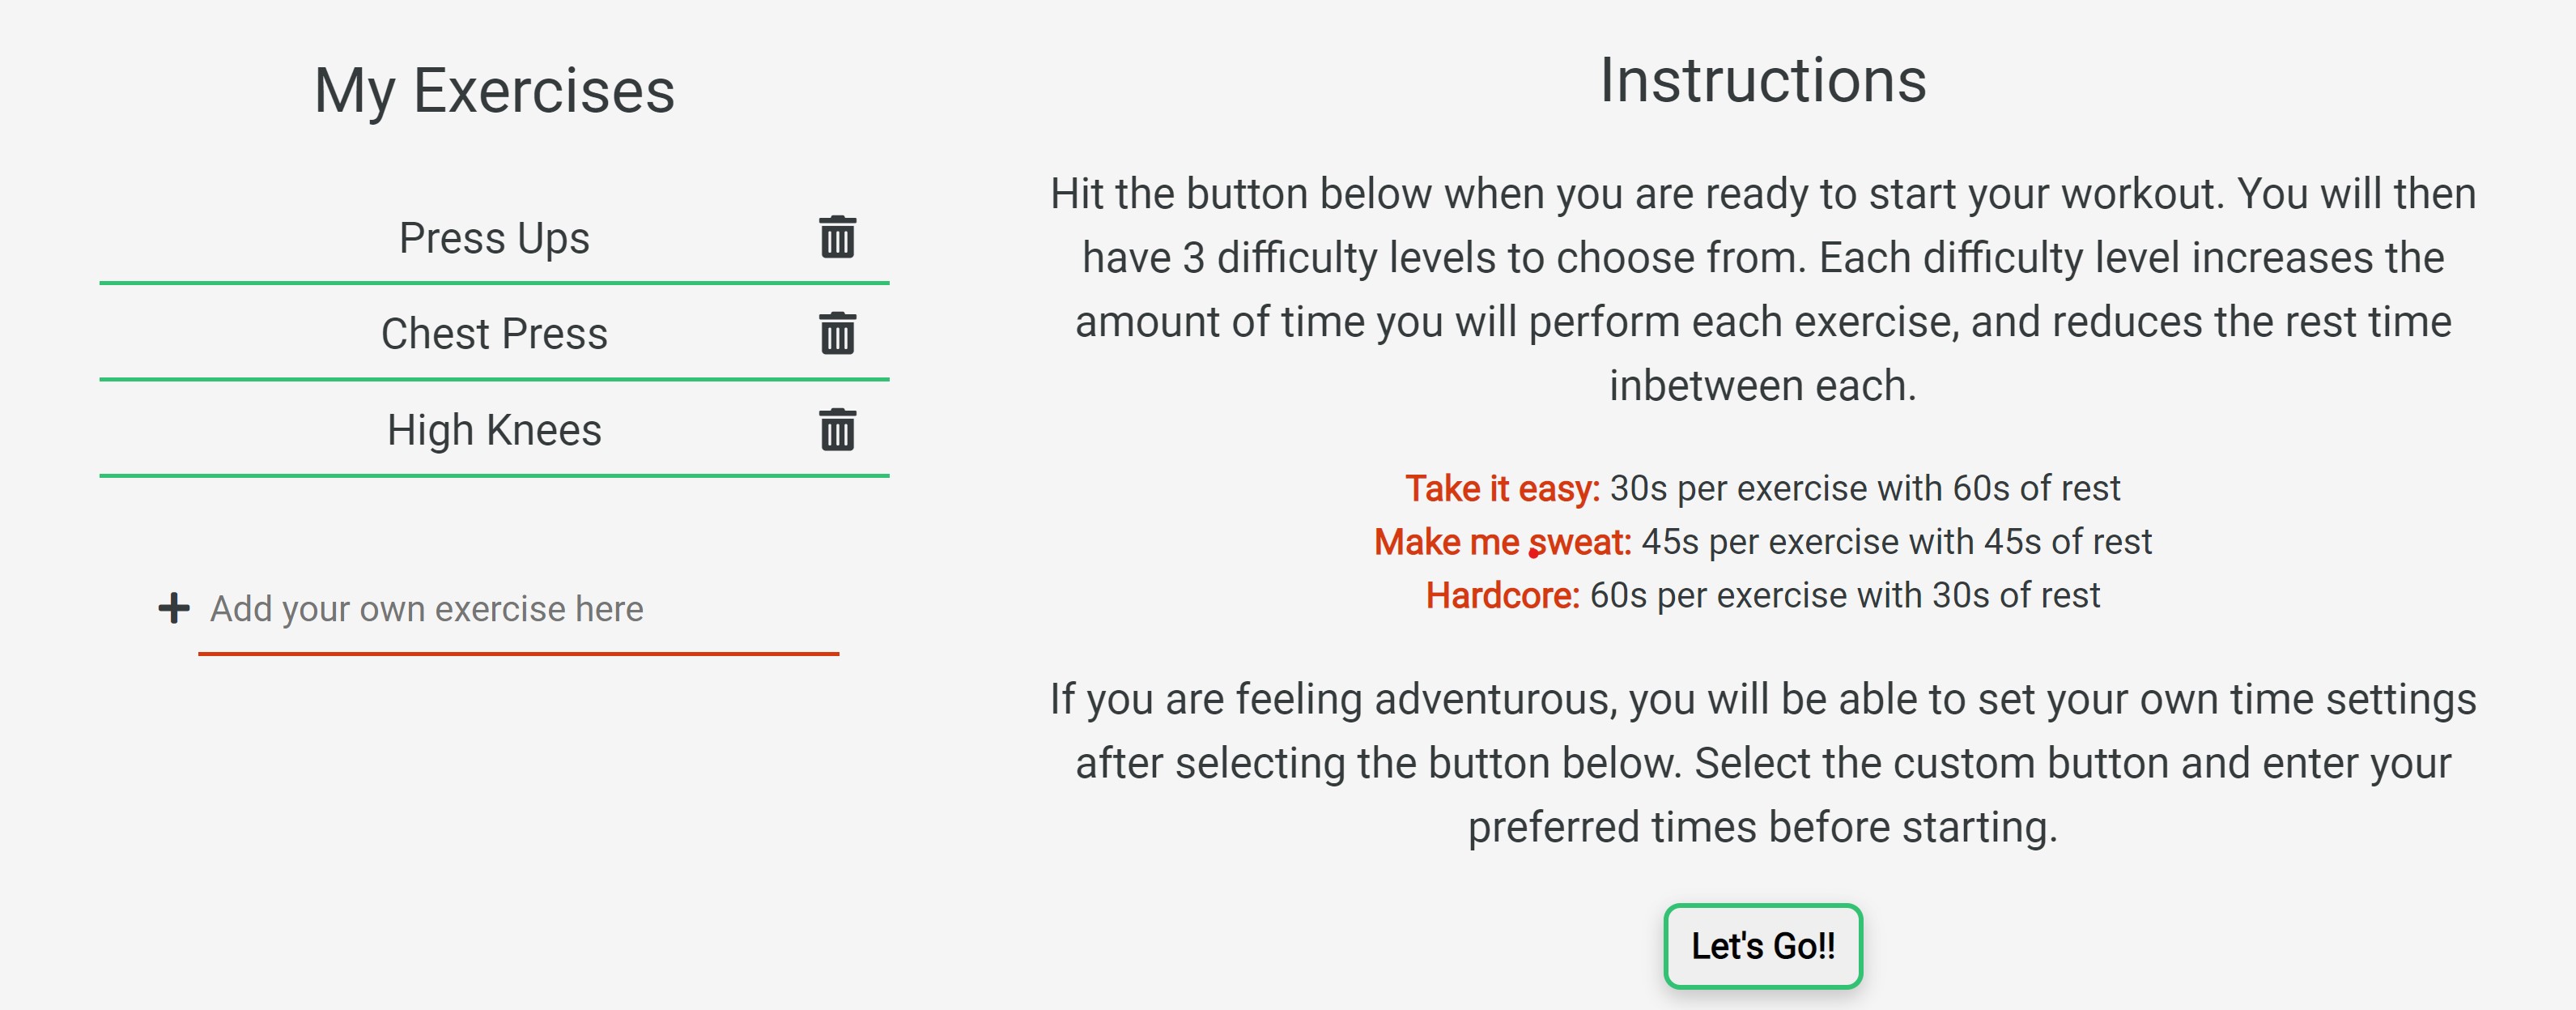 My Exercises
Press Ups
Chest Press
High Knees
Add your own exercise here
Instructions
Hit the button below when you are ready to start your workout. You will then
have 3 difficulty levels to choose from. Each difficulty level increases the
amount of time you will perform each exercise, and reduces the rest time
inbetween each.
Take it easy: 30s per exercise with 60s of rest
Make me sweat: 45s per exercise with 45s of rest
Hardcore: 60s per exercise with 30s of rest
If you are feeling adventurous, you will be able to set your own time settings
after selecting the button below. Select the custom button and enter your
preferred times before starting.
Let's Go!!